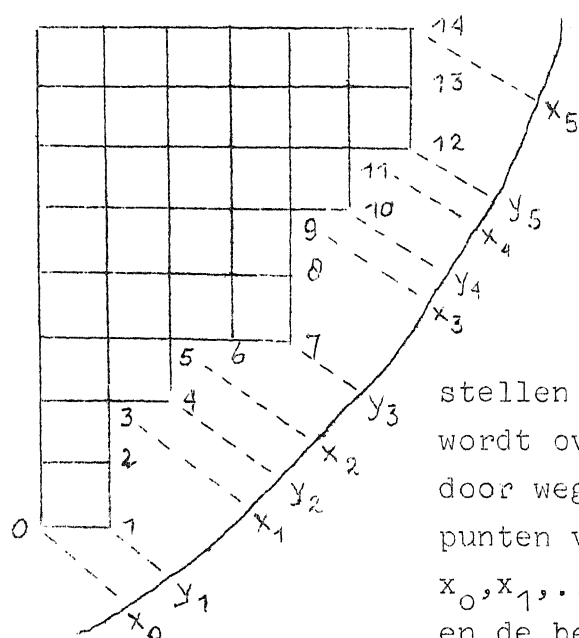 14
13
x5
12
11
10
y5
x4
9
8
y4
x3
7
6
5
y3
4
3
x2
2
y2
x1
0
1
y1
x0
stellen
wordt ov
door weg
punten v
x0,x1,..
en de be